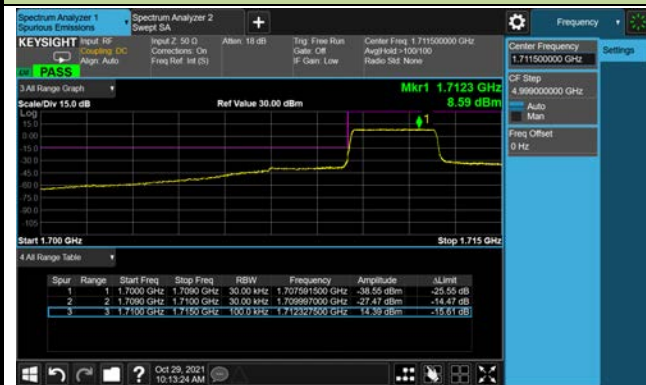 Spectrum Analyzer 1
Spurious Emissions
Spectrum Analyzer 2
Swept SA
+
Frequency
KEYSIGHT
Input: RF
Coupling: DC
Align: Auto
Input Z: 50 Ω
Corrections: On
Freq Ref: Int (S)
Atten: 18 dB
Trig: Free Run
Gate: Off
IF Gain: Low
Center Freq: 1.711500000 GHz
Avg|Hold:>100/100
Radio Std: None
PASS
Center Frequency
1.711500000 GHz
Settings
CF Step
4.999000000 GHz
Auto
Man
Freq Offset
0 Hz
3 All Range Graph
Mkr1 1.7123 GHz
Scale/Div 15.0 dB
Ref Value 30.00 dBm
8.59 dBm
Log
15.0
0.00
-15.0
-30.0
-45.0
-60.0
-75.0
-90.0
-105
1
Start 1.700 GHz
Stop 1.715 GHz
4 All Range Table
Spur Range Start Freq Stop Freq RBW Frequency Amplitude ΔLimit
1 1 1.7000 GHz 1.7090 GHz 30.00 kHz 1.707591500 GHz -38.55 dBm -25.55 dB
2 2 1.7090 GHz 1.7100 GHz 30.00 kHz 1.709997000 GHz -27.47 dBm -14.47 dB
3 3 1.7100 GHz 1.7150 GHz 100.0 kHz 1.712327500 GHz 14.39 dBm -15.61 dB
?
Oct 29, 2021
10:13:24 AM